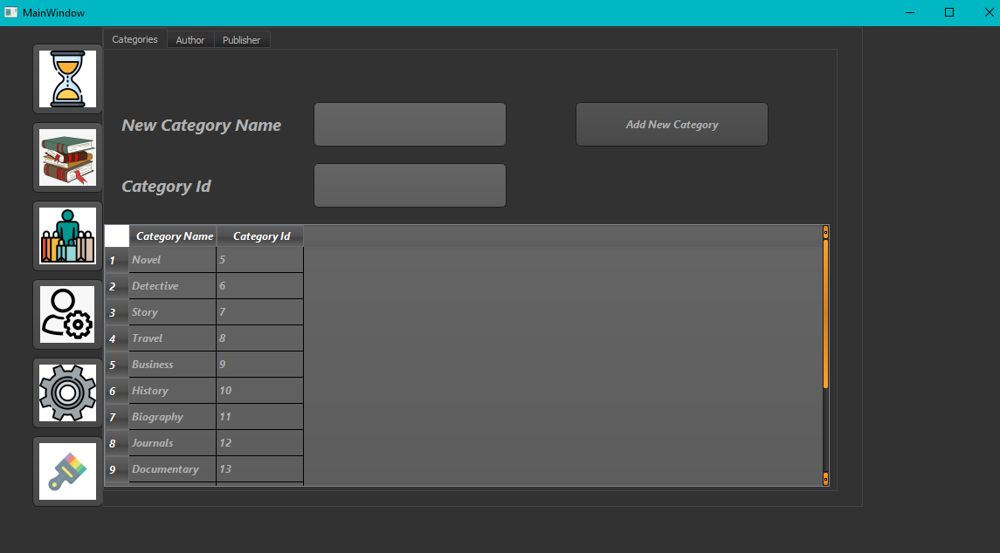 MainWindow
Categories Author Publisher
New Category Name Add New Category
Category Id
Category Name Category Id
1 Novel 5
2 Detective 6
3 Story 7
4 Travel 8
5 Business 9
6 History 10
7 Biography 11
8 Journals 12
9 Documentary 13